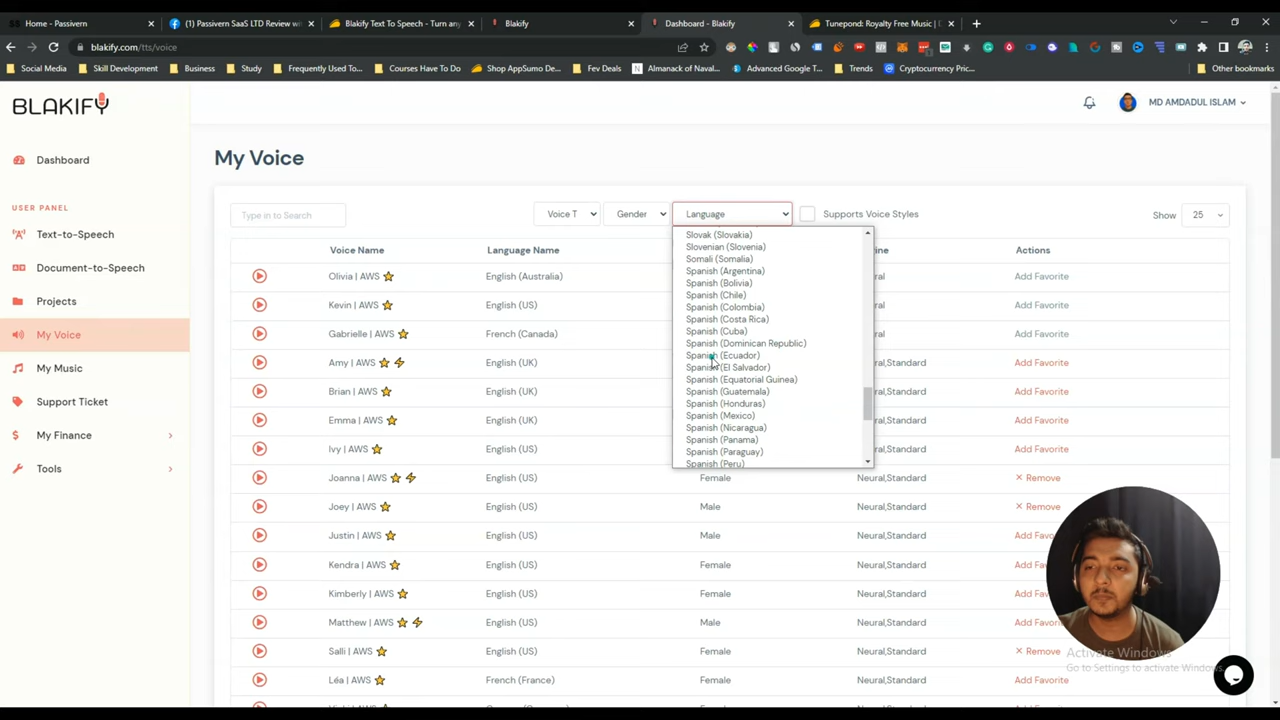 Home - Passivern
(1) Passivern SaaS LTD Review wi
Blakify Text To Speech - Turn any
Blakify
Dashboard - Blakify
Tunepond: Royalty Free Music | D
blakify.com/tts/voice
Social Media
Skill Development
Business
Study
Frequently Used To...
Courses Have To Do
Shop AppSumo De...
Fev Deals
Almanack of Naval...
Advanced Google T...
Trends
Cryptocurrency Pric...
Other bookmarks
BLAKIFY
MD AMDADUL ISLAM
Dashboard
USER PANEL
Text-to-Speech
Document-to-Speech
Projects
My Voice
My Music
Support Ticket
My Finance
Tools
My Voice
Type in to Search
Voice T
Gender
Language
Supports Voice Styles
Show
25
Voice Name
Language Name
Actions
Olivia | AWS
English (Australia)
Add Favorite
Kevin | AWS
English (US)
Add Favorite
Gabrielle | AWS
French (Canada)
Add Favorite
Amy | AWS
English (UK)
,Standard
Add Favorite
Brian | AWS
English (UK)
,Standard
Add Favorite
Emma | AWS
English (UK)
,Standard
Add Favorite
Ivy | AWS
English (US)
,Standard
Add Favorite
Slovak (Slovakia)
Slovenian (Slovenia)
Somali (Somalia)
Spanish (Argentina)
Spanish (Bolivia)
Spanish (Chile)
Spanish (Colombia)
Spanish (Costa Rica)
Spanish (Cuba)
Spanish (Dominican Republic)
Spanish (Ecuador)
Spanish (El Salvador)
Spanish (Equatorial Guinea)
Spanish (Guatemala)
Spanish (Honduras)
Spanish (Mexico)
Spanish (Nicaragua)
Spanish (Panama)
Spanish (Paraguay)
Spanish (Peru)
Joanna | AWS
English (US)
Female
Neural,Standard
Remove
Joey | AWS
English (US)
Male
Neural,Standard
Remove
Justin | AWS
English (US)
Male
Neural,Standard
Add Favo
Kendra | AWS
English (US)
Female
Neural,Standard
Add Fav
Kimberly | AWS
English (US)
Female
Neural,Standard
Add Fav
Matthew | AWS
English (US)
Male
Neural,Standard
Add Favo
Salli | AWS
English (US)
Female
Neural,Standard
Remove
Léa | AWS
French (France)
Female
Neural,Standard
Add Favorite
Activate Windows
Go to Settings to activate Windows.